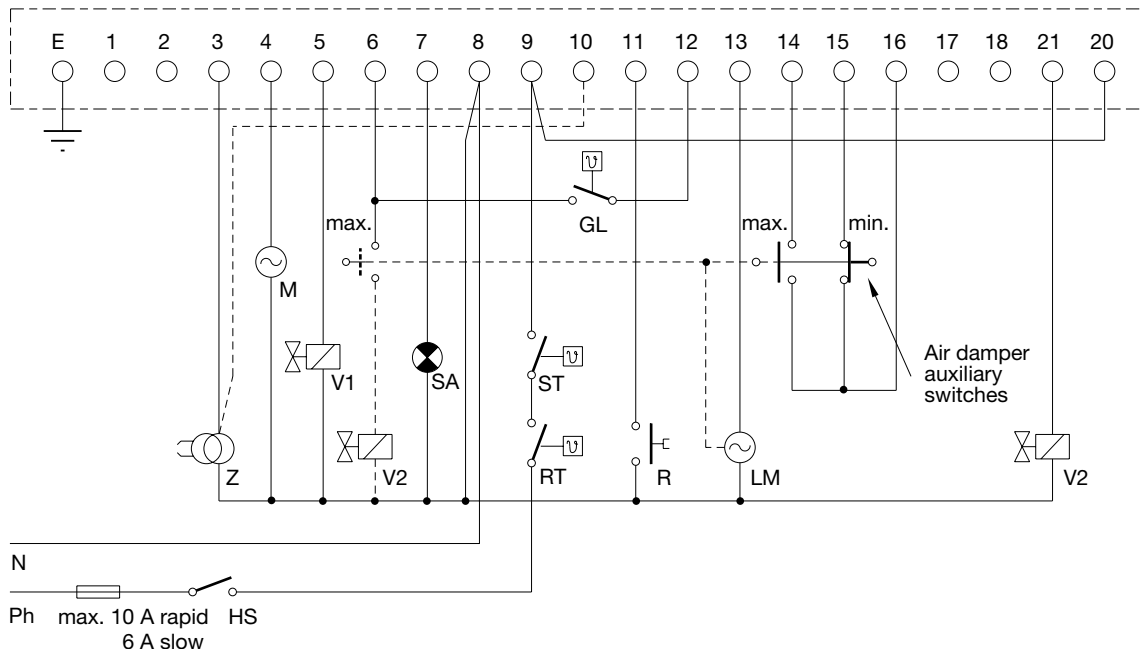 E 1 2 3 4 5 6 7 8 9 10 11 12 13 14 15 16 17 18 21 20
GL
max.
max.
min.
M
Air damper
auxiliary
switches
V1
SA
ST
Z
V2
RT
R
LM
V2
N
Ph
max. 10 A rapid
6 A slow
HS